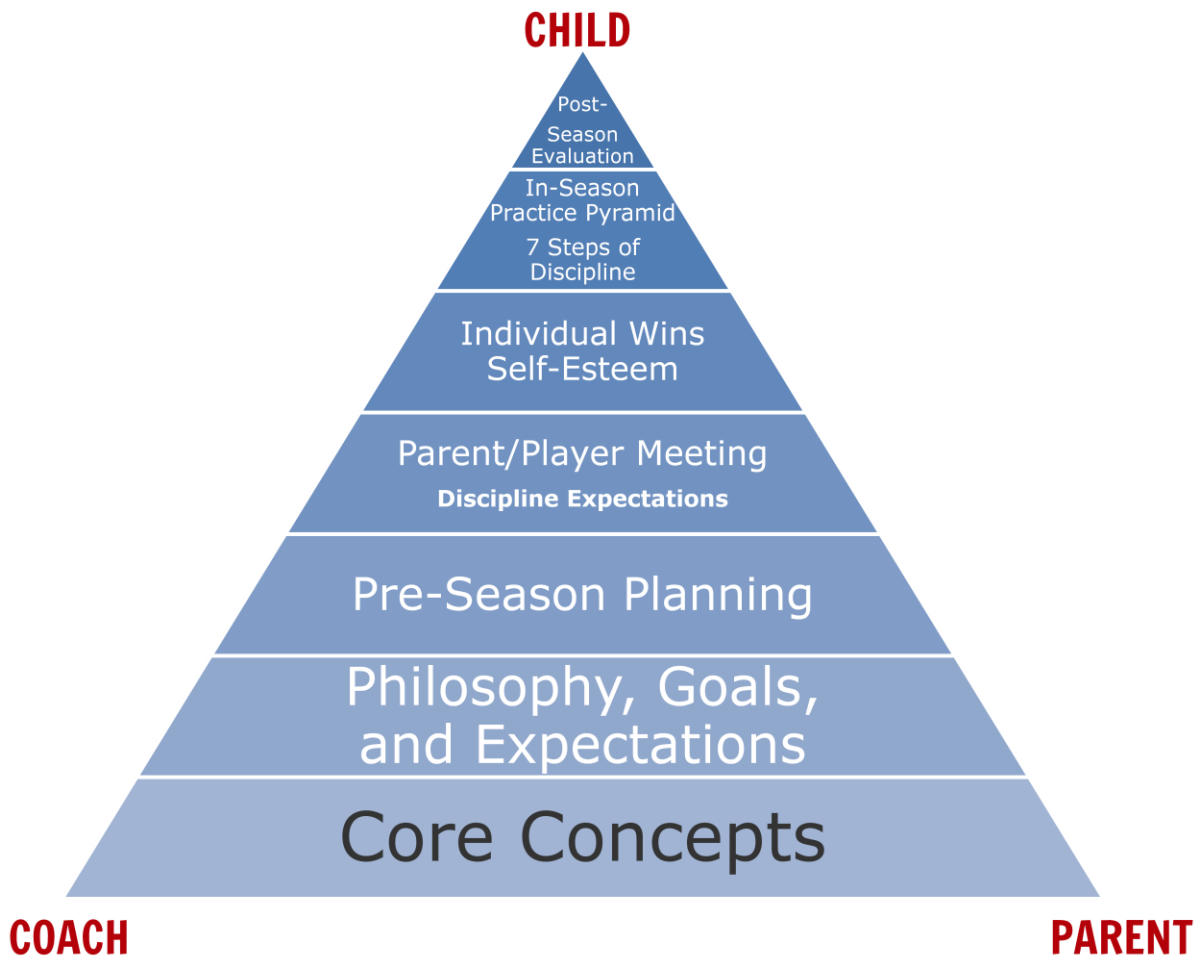 CHILD
Post-
Season
Evaluation
In-Season
Practice Pyramid
7 Steps of
Discipline
Individual Wins
Self-Esteem
Parent/Player Meeting
Discipline Expectations
Pre-Season Planning
Philosophy, Goals,
and Expectations
Core Concepts
COACH
PARENT